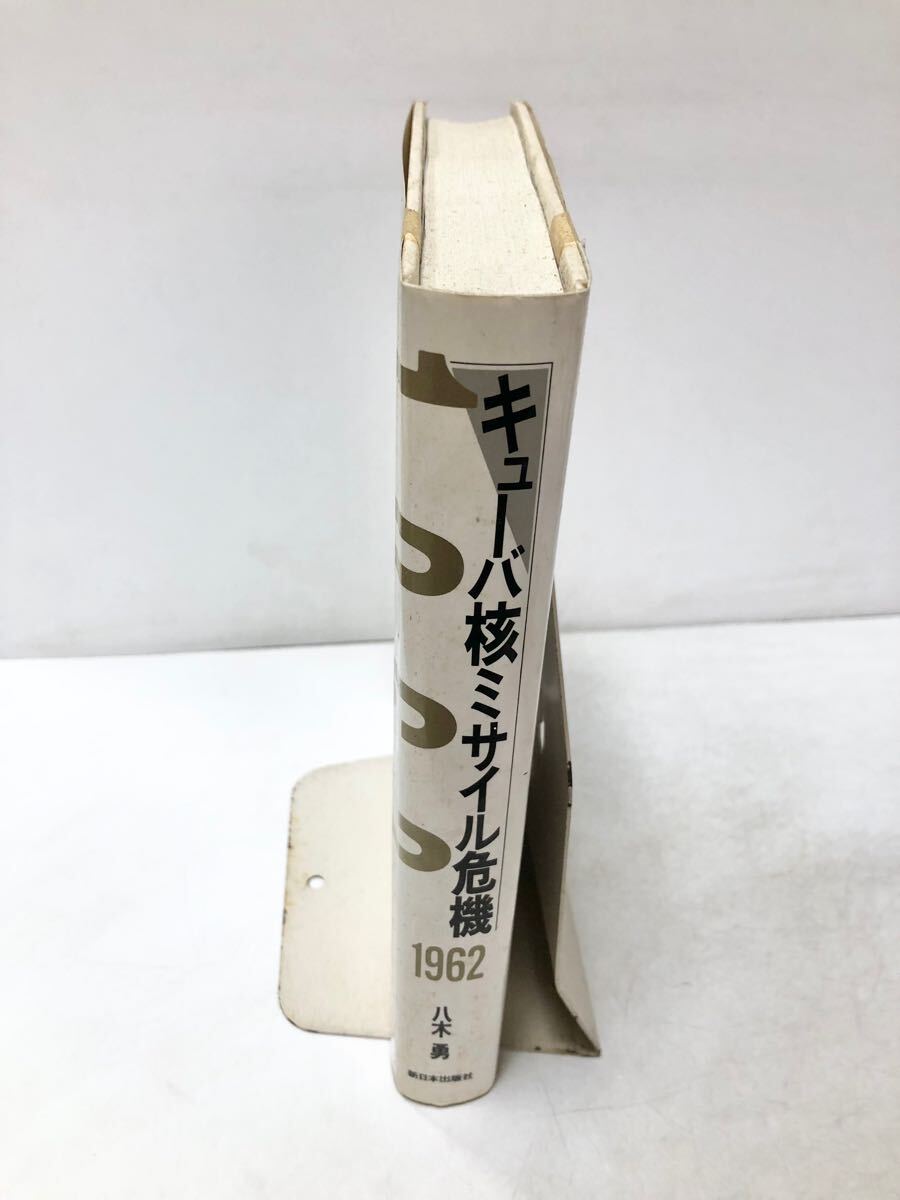 キューバ核ミサイル危機
1962
八木勇
新日本出版社